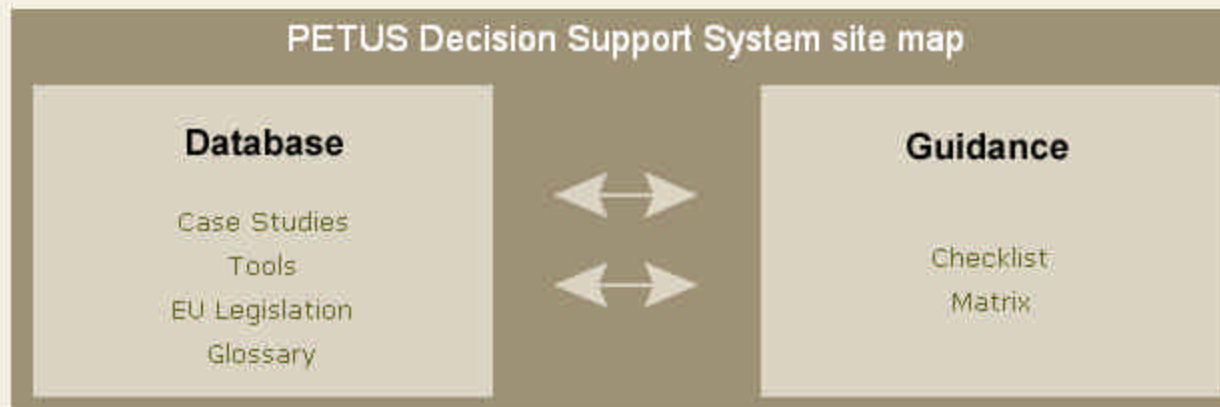 PETUS Decision Support System site map
Database
Case Studies
Tools
EU Legislation
Glossary
Guidance
Checklist
Matrix